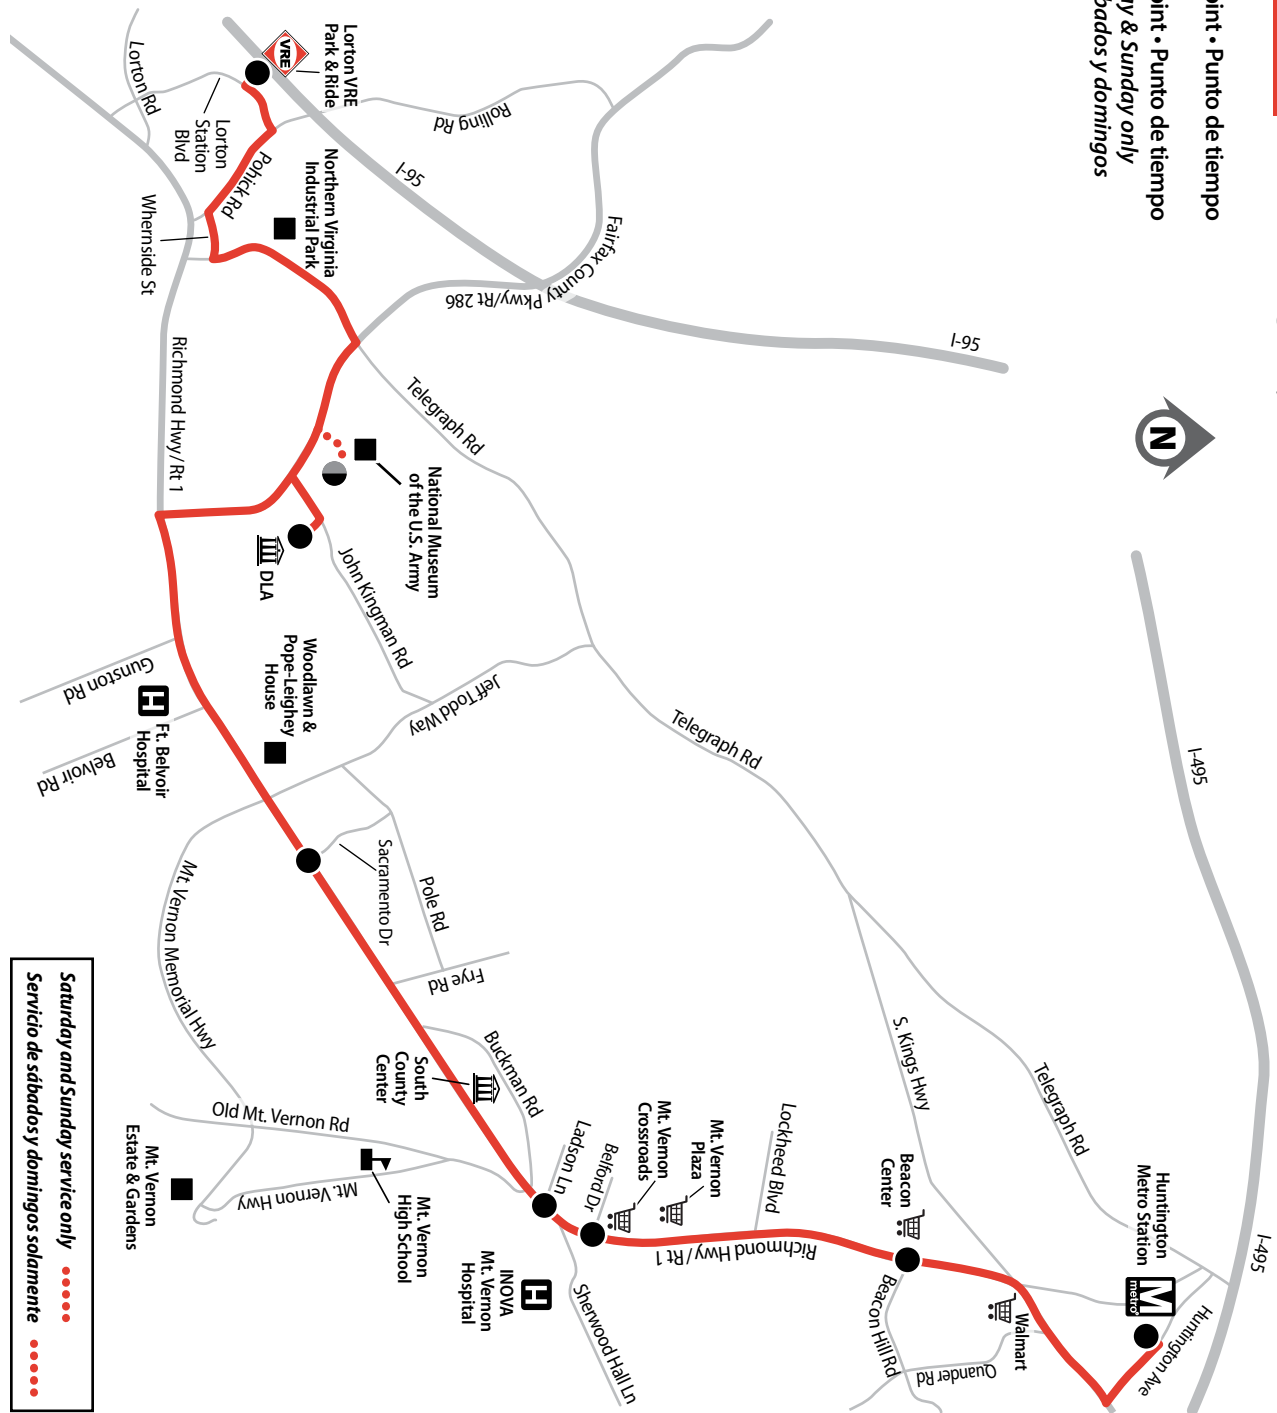 oint • Punto de tiempo
oint • Punto de tiempo
ay & Sunday only
bados y domingos
N
I-495
I-495
Huntington
Metro Station
M
metro
Huntington Ave
Walmart
Quander Rd
Beacon Hill Rd
Beacon
Center
Telegraph Rd
S. Kings Hwy
Lockheed Blvd
Richmond Hwy / Rt 1
Mt. Vernon
Plaza
Mt. Vernon
Crossroads
Belford Dr
Ladson Ln
Sherwood Hall Ln
H
INOVA
Mt. Vernon
Hospital
Buckman Rd
South
County
Center
Mt. Vernon
High School
Old Mt. Vernon Rd
Mt. Vernon Hwy
Mt. Vernon
Estate & Gardens
Frye Rd
Pole Rd
Sacramento Dr
Mt. Vernon Memorial Hwy
Telegraph Rd
Jeff Todd Way
Woodlawn &
Pope-Leighey
House
John Kingman Rd
Belvoir Rd
H
Ft. Belvoir
Hospital
Gunston Rd
DLA
National Museum
of the U.S. Army
Telegraph Rd
Richmond Hwy / Rt 1
I-95
Fairfax County Pkwy/Rt 286
I-95
Rolling Rd
Northern Virginia
Industrial Park
Whernside St
Pohick Rd
Lorton
Station
Blvd
Lorton Rd
VRE
Lorton VRE
Park & Ride
Saturday and Sunday service only
Servicio de sábados y domingos solamente